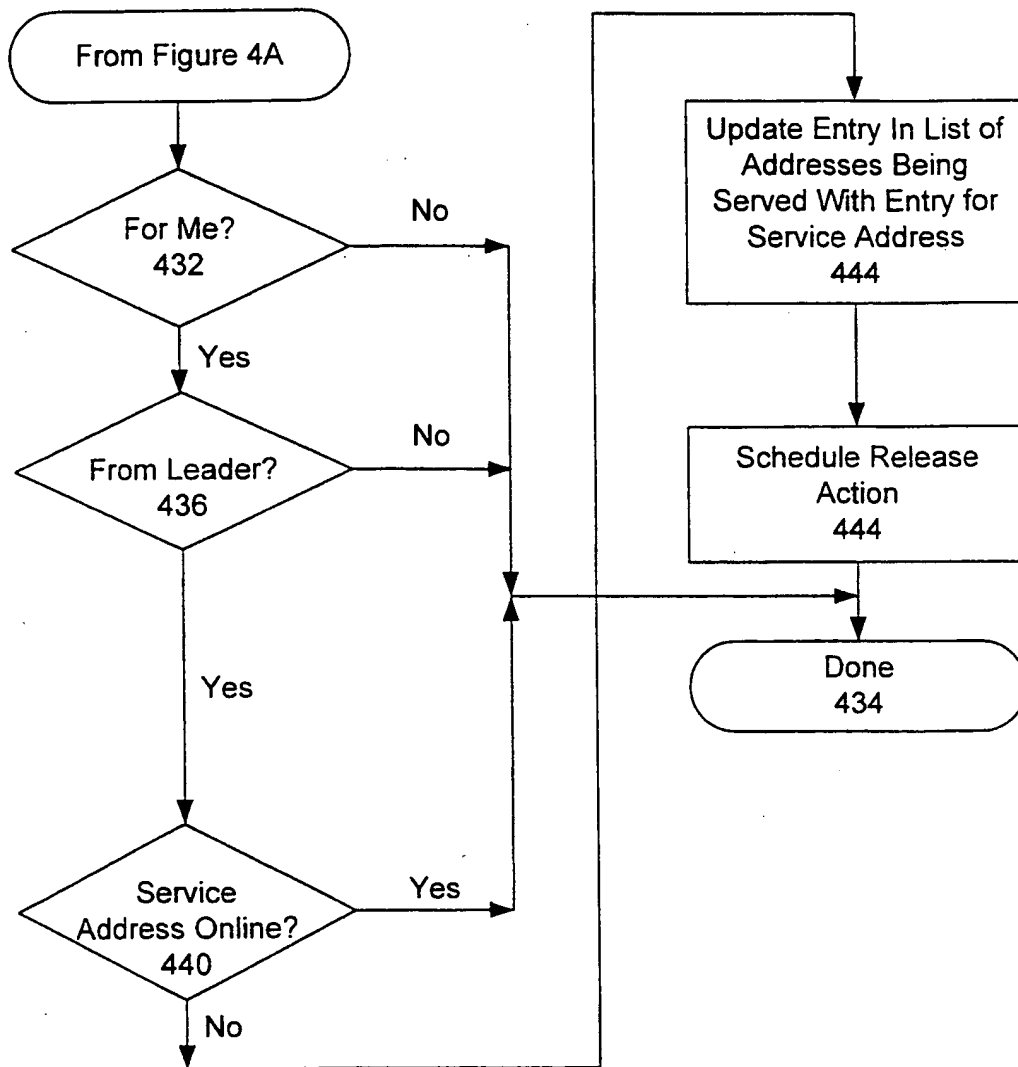 From Figure 4A
For Me?
432
No
Yes
From Leader?
436
No
Yes
Service
Address Online?
440
Yes
No
Update Entry In List of
Addresses Being
Served With Entry for
Service Address
444
Schedule Release
Action
444
Done
434